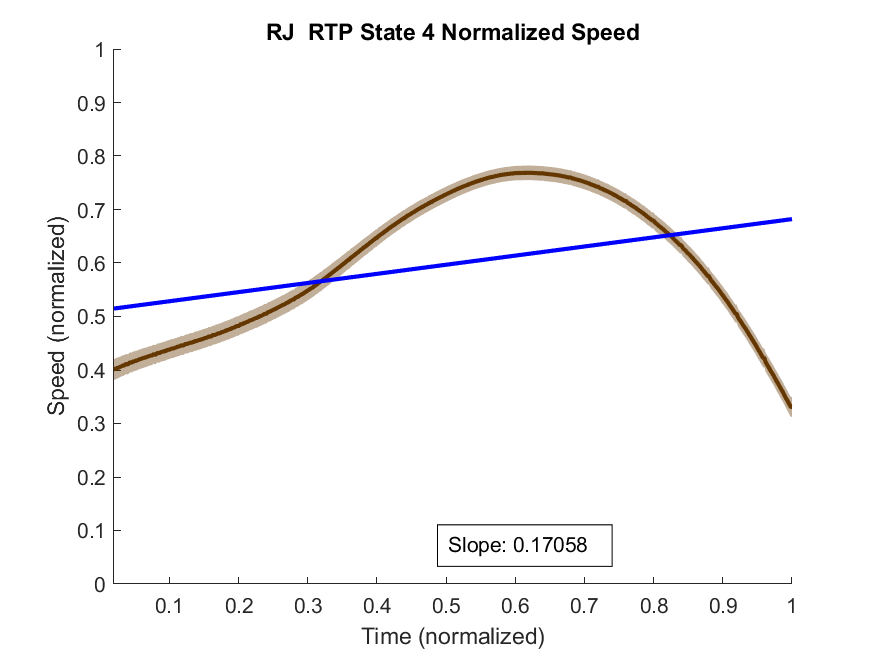 RJ  RTP State 4 Normalized Speed
1
0.9
0.8
0.7
0.6
0.5
0.4
0.3
0.2
0.1
0
Speed (normalized)
Slope: 0.17058
0.1 0.2 0.3 0.4 0.5 0.6 0.7 0.8 0.9 1
Time (normalized)